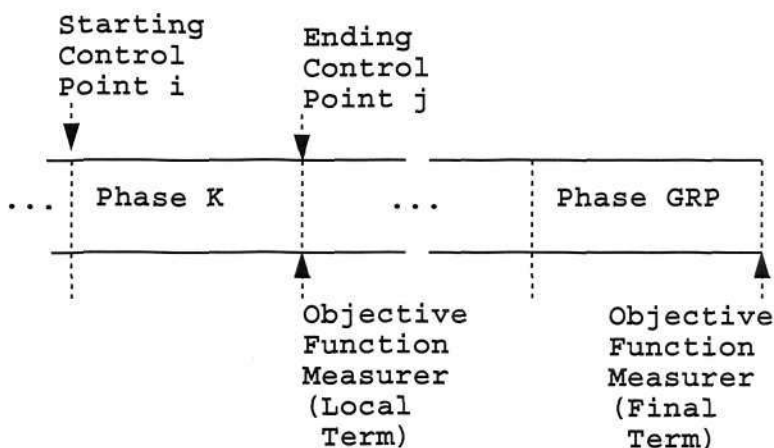 Starting
Control
Point i
Ending
Control
Point j
... Phase K ... Phase GRP
Objective
Function
Measurer
(Local
Term)
Objective
Function
Measurer
(Final
Term)